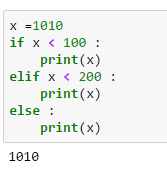 x =1010
if x < 100 :
    print(x)
elif x < 200 :
    print(x)
else :
    print(x)
1010